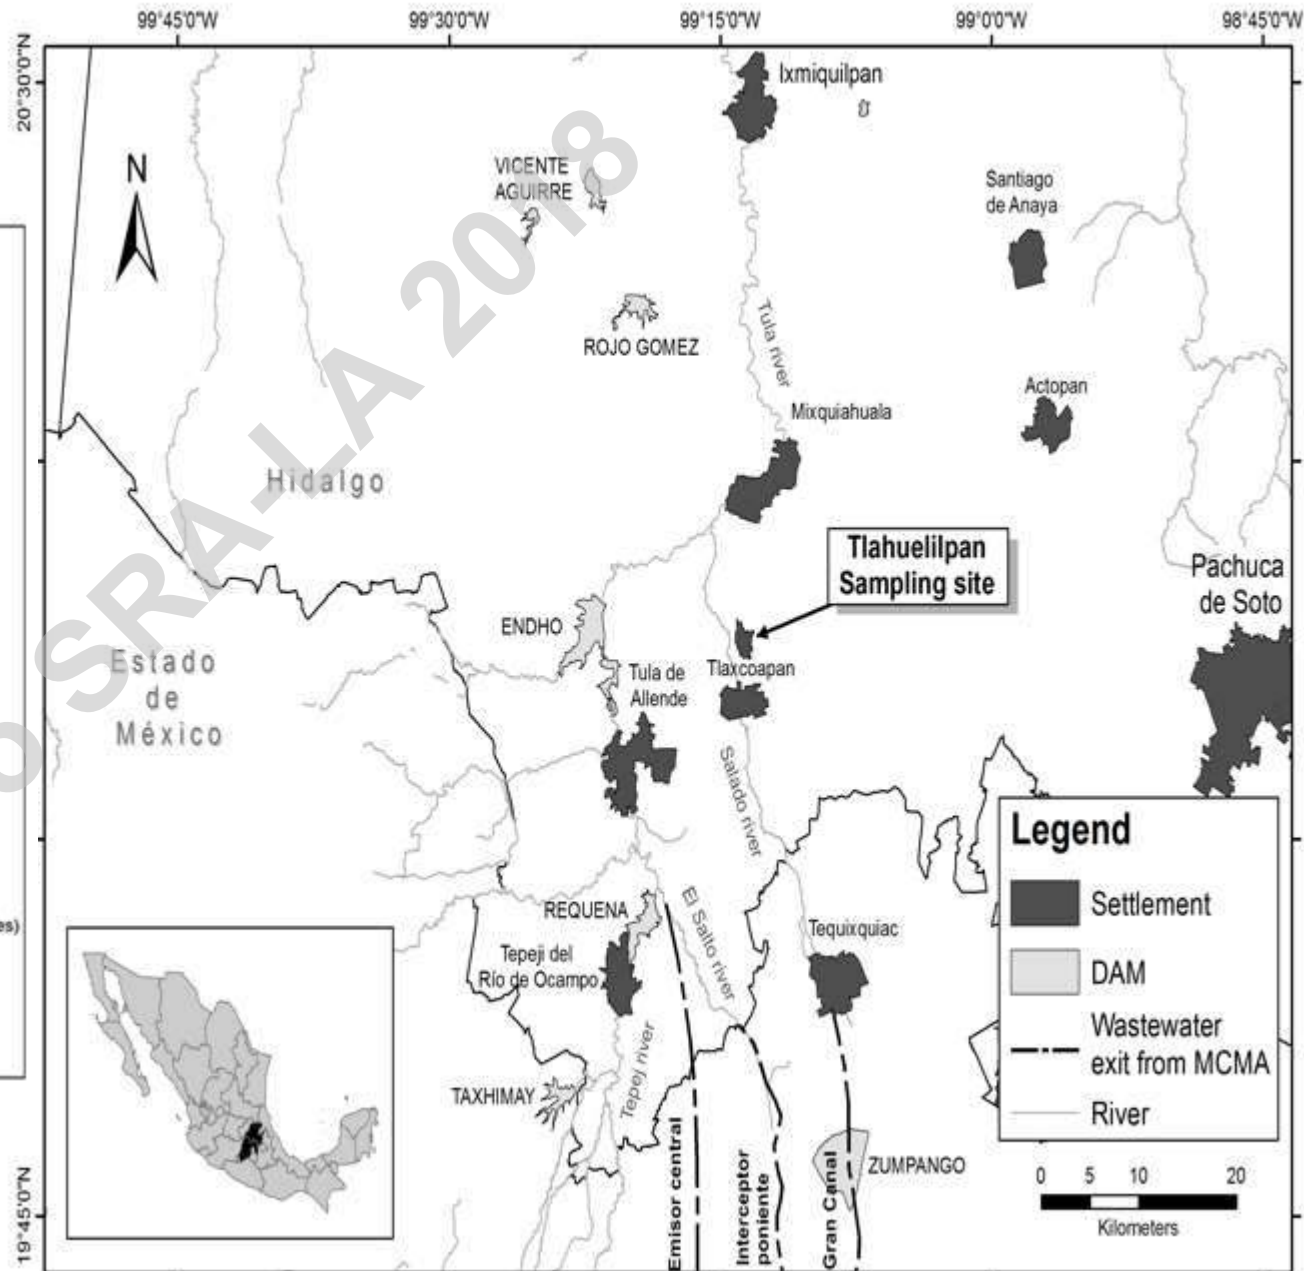 99°45'0"W
99°30'0"W
99°15'0"W
99°00'0"W
98°45'0"W
20°30'0"N
Ixmiquilpan
N
VICENTE
AGUIRRE
Santiago
de Anaya
ROJO GOMEZ
Tula river
Actopan
Mixquiahuala
Hidalgo
Tlahuelilpan
Sampling site
Pachuca
de Soto
ENDHO
Estado
de
México
Tula de
Allende
Tlaxcoapan
Salado river
Legend
Settlement
DAM
Wastewater
exit from MCMA
River
REQUENA
El Salto river
Tequixquiac
Tepeji del
Río de Ocampo
es)
TAXHIMAY
Tepej river
Emisor central
Interceptor
poniente
Gran Canal
ZUMPANGO
0 5 10 20
Kilometers
19°45'0"N
O SRA-LA 2018